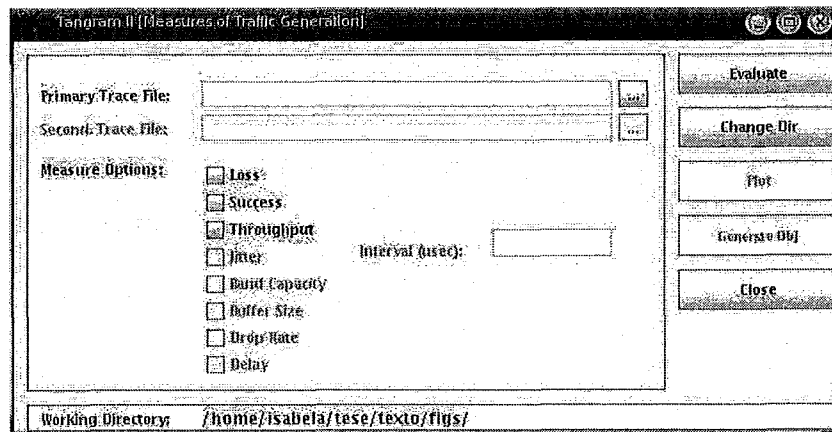 Tangram II [Measures of Traffic Generation]
Primary Trace File: ...
Second. Trace File: ...
Measure Options:
Loss
Success
Throughput
Interval (usec):
Jitter
Buffer Size
Drop Rate
Delay
Evaluate
Change Dir
Plot
Generate Obj
Close
Working Directory: /home/isabela/tese/texto/figs/